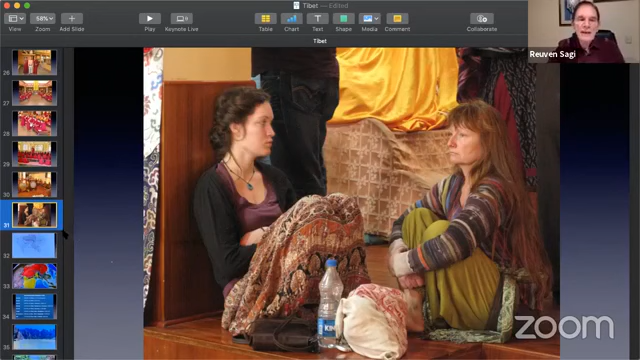 Tibet — Edited
58%
View
Zoom
Add Slide
Play
Keynote Live
Table
Chart
Text
Shape
Media
Comment
Collaborate
Tibet
Reuven Sagi
26
27
28
29
30
31
32
33
34
35
zoom